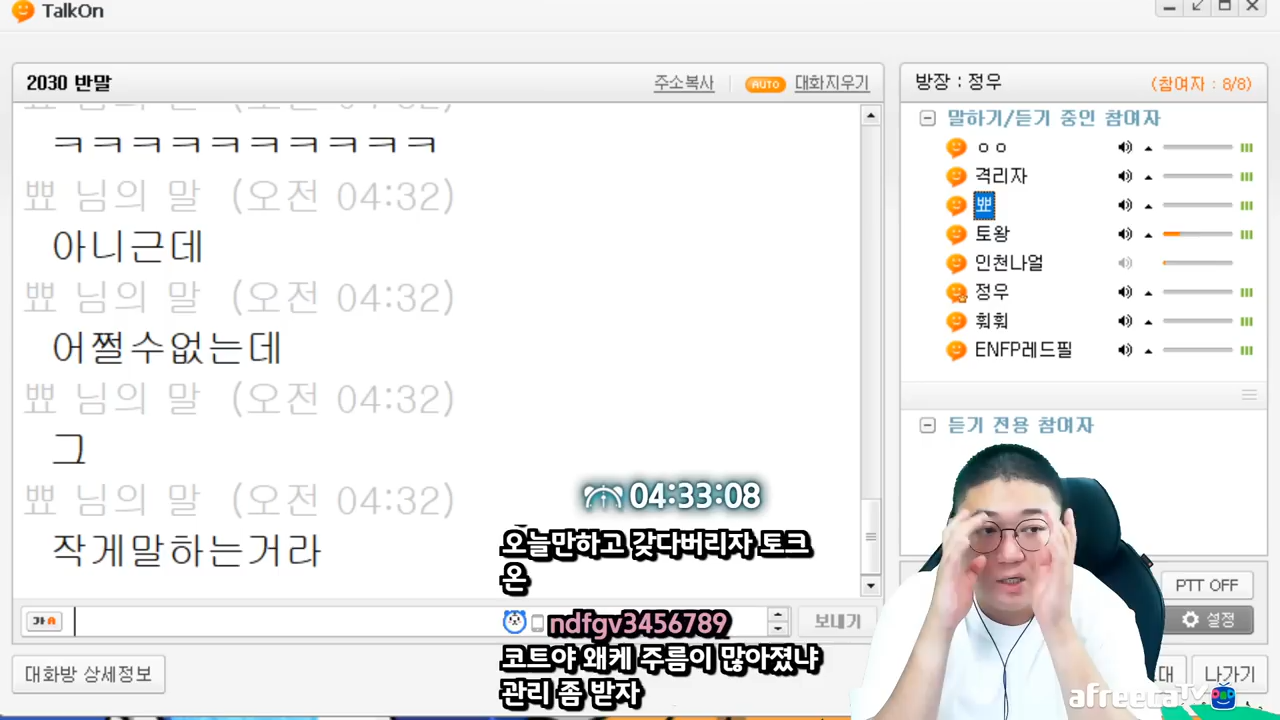 TalkOn
2030 반말
주소복사
AUTO
대화지우기
ㅋㅋㅋㅋㅋㅋㅋㅋㅋㅋ
뾰 님의 말 (오전 04:32)
아니근데
뾰 님의 말 (오전 04:32)
어쩔수없는데
뾰 님의 말 (오전 04:32)
그
뾰 님의 말 (오전 04:32)
작게말하는거라
가
보내기
대화방 상세정보
방장 : 정우
(참여자 : 8/8)
말하기/듣기 중인 참여자
ㅇㅇ
격리자
뾰
토왕
인천나얼
정우
훠훠
ENFP레드필
듣기 전용 참여자
PTT OFF
설정
대
나가기
04:33:08
오늘만하고 갖다버리자 토크
온
ndfgv3456789
코트야 왜케 주름이 많아졌냐
관리 좀 받자
afreecaTV